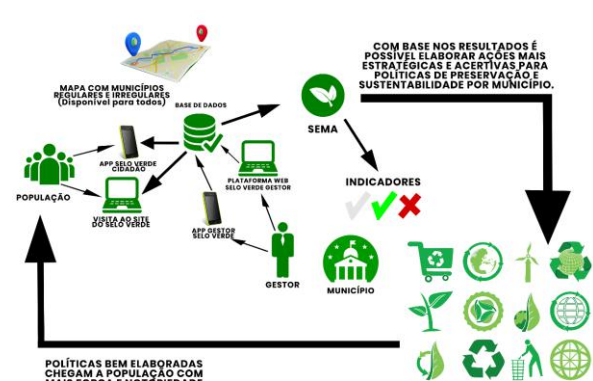 COM BASE NOS RESULTADOS É
POSSÍVEL ELABORAR AÇÕES MAIS
ESTRATÉGICAS E ACERTIVAS PARA
POLÍTICAS DE PRESERVAÇÃO E
SUSTENTABILIDADE POR MUNICÍPIO.
MAPA COM MUNICÍPIOS
REGULARES E IRREGULARES
(Disponível para todos)
BASE DE DADOS
SEMA
APP SELO VERDE
CIDADÃO
PLATAFORMA WEB
SELO VERDE GESTOR
INDICADORES
POPULAÇÃO
VISITA AO SITE
DO SELO VERDE
APP GESTOR
SELO VERDE
GESTOR
MUNICÍPIO
POLÍTICAS BEM ELABORADAS
CHEGAM A POPULAÇÃO COM
MAIS FORÇA E NOTORIEDADE